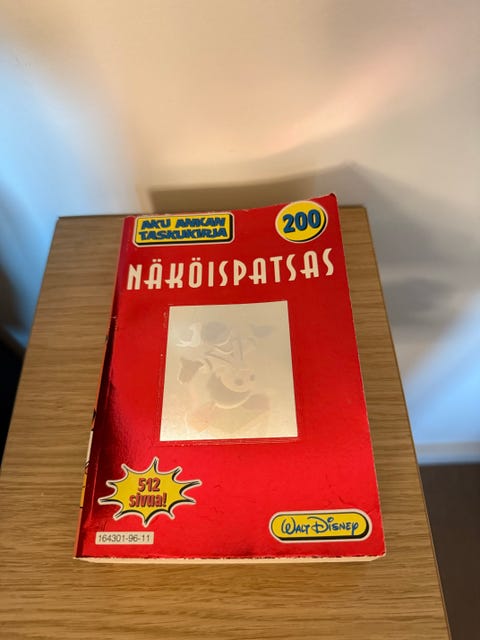 AKU ANKAN
TASKUKIRJA
200
NÄKÖISPATSAS
512
sivua!
WALT DISNEY
164301-96-11